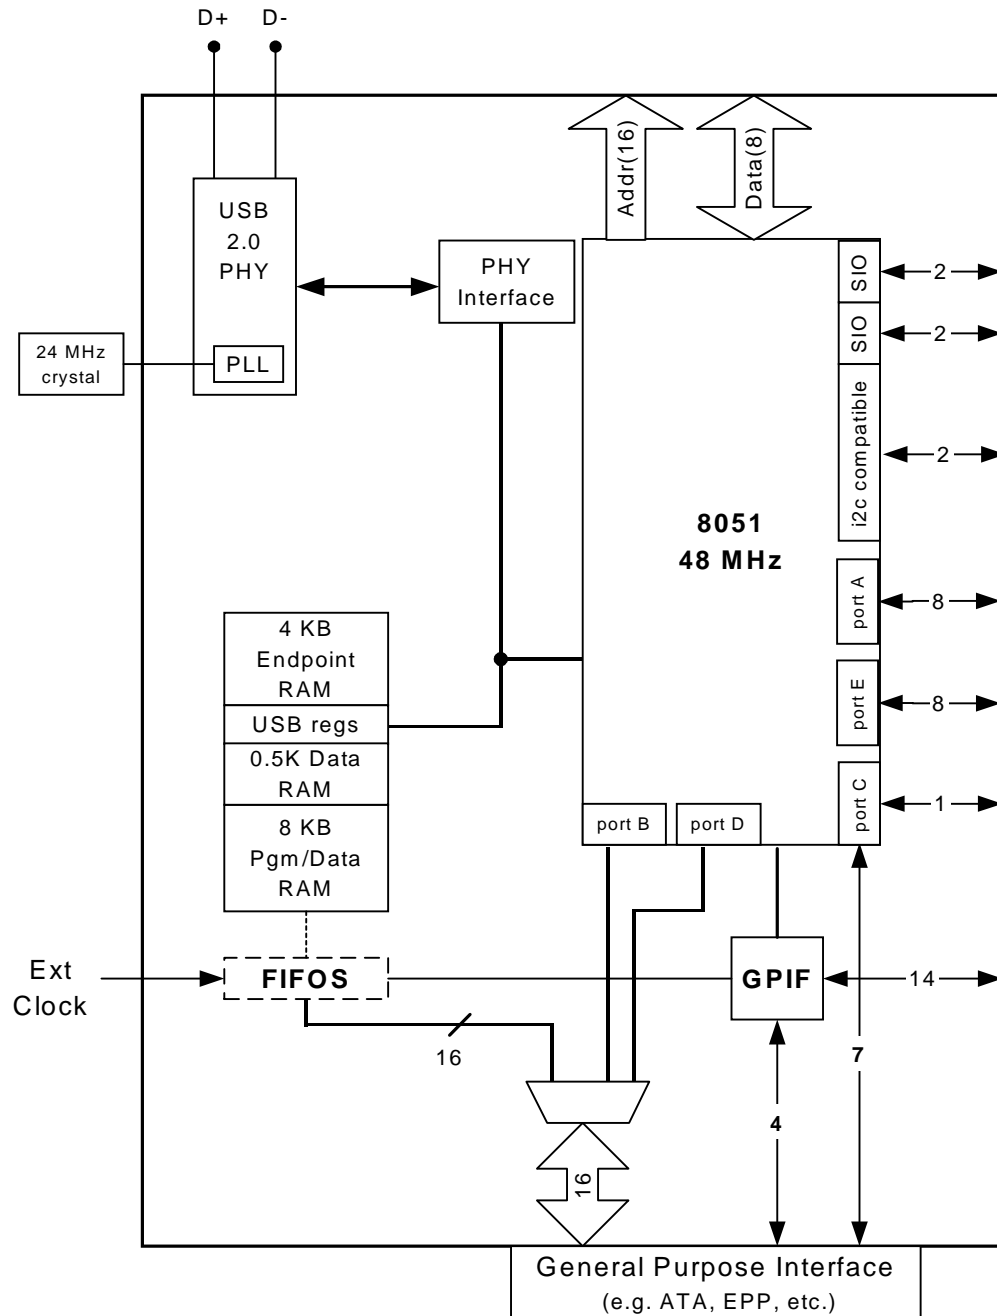 D+ D-
Addr(16)
Data(8)
USB
2.0
PHY
PLL
24 MHz
crystal
PHY
Interface
8051
48 MHz
SIO
2
SIO
2
i2c compatible
2
port A
8
port E
8
port C
1
port B
port D
4 KB
Endpoint
RAM
USB regs
0.5K Data
RAM
8 KB
Pgm/Data
RAM
Ext
Clock
FIFOS
GPIF
14
16
7
4
16
General Purpose Interface
(e.g. ATA, EPP, etc.)